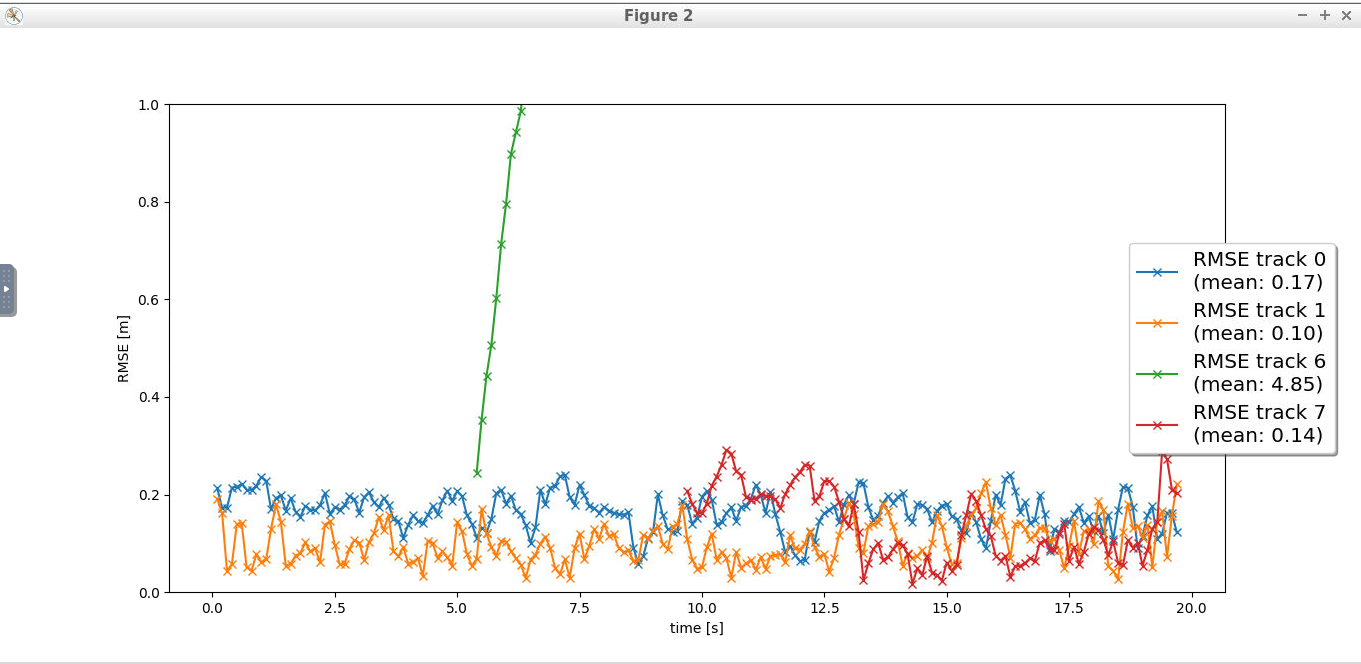 Figure 2
1.0
0.8
0.6
0.4
0.2
0.0
RMSE [m]
0.0 2.5 5.0 7.5 10.0 12.5 15.0 17.5 20.0
time [s]
RMSE track 0
(mean: 0.17)
RMSE track 1
(mean: 0.10)
RMSE track 6
(mean: 4.85)
RMSE track 7
(mean: 0.14)